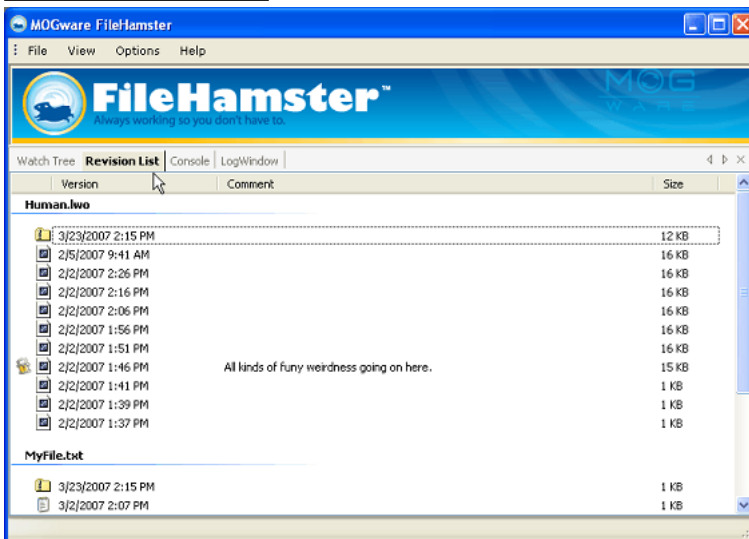 MOGware FileHamster
File View Options Help
FileHamster™
Always working so you don't have to.
MOG
WARE
Watch Tree Revision List Console LogWindow
Version Comment Size
Human.lwo
3/23/2007 2:15 PM 12 KB
2/5/2007 9:41 AM 16 KB
2/2/2007 2:26 PM 16 KB
2/2/2007 2:16 PM 16 KB
2/2/2007 2:06 PM 16 KB
2/2/2007 1:56 PM 16 KB
2/2/2007 1:51 PM 16 KB
2/2/2007 1:46 PM All kinds of funy weirdness going on here. 15 KB
2/2/2007 1:41 PM 1 KB
2/2/2007 1:39 PM 1 KB
2/2/2007 1:37 PM 1 KB
MyFile.txt
3/23/2007 2:15 PM 1 KB
3/2/2007 2:07 PM 1 KB